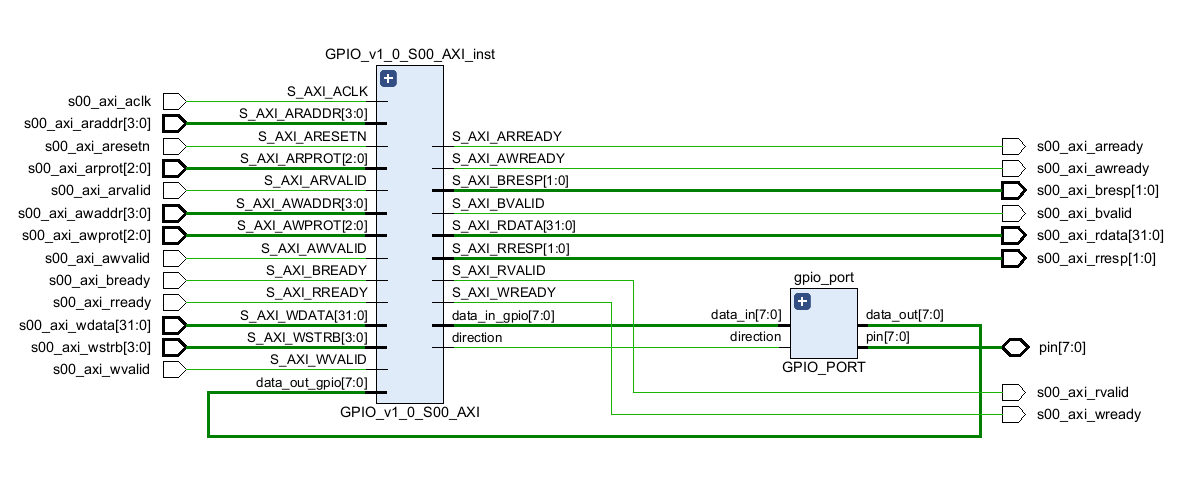 GPIO_v1_0_S00_AXI_inst
s00_axi_aclk
s00_axi_araddr[3:0]
s00_axi_aresetn
s00_axi_arprot[2:0]
s00_axi_arvalid
s00_axi_awaddr[3:0]
s00_axi_awprot[2:0]
s00_axi_awvalid
s00_axi_bready
s00_axi_rready
s00_axi_wdata[31:0]
s00_axi_wstrb[3:0]
s00_axi_wvalid
S_AXI_ACLK
S_AXI_ARADDR[3:0]
S_AXI_ARESETN
S_AXI_ARPROT[2:0]
S_AXI_ARVALID
S_AXI_AWADDR[3:0]
S_AXI_AWPROT[2:0]
S_AXI_AWVALID
S_AXI_BREADY
S_AXI_RREADY
S_AXI_WDATA[31:0]
S_AXI_WSTRB[3:0]
S_AXI_WVALID
data_out_gpio[7:0]
S_AXI_ARREADY
S_AXI_AWREADY
S_AXI_BRESP[1:0]
S_AXI_BVALID
S_AXI_RDATA[31:0]
S_AXI_RRESP[1:0]
S_AXI_RVALID
S_AXI_WREADY
data_in_gpio[7:0]
direction
GPIO_v1_0_S00_AXI
gpio_port
data_in[7:0]
direction
data_out[7:0]
pin[7:0]
GPIO_PORT
s00_axi_arready
s00_axi_awready
s00_axi_bresp[1:0]
s00_axi_bvalid
s00_axi_rdata[31:0]
s00_axi_rresp[1:0]
pin[7:0]
s00_axi_rvalid
s00_axi_wready